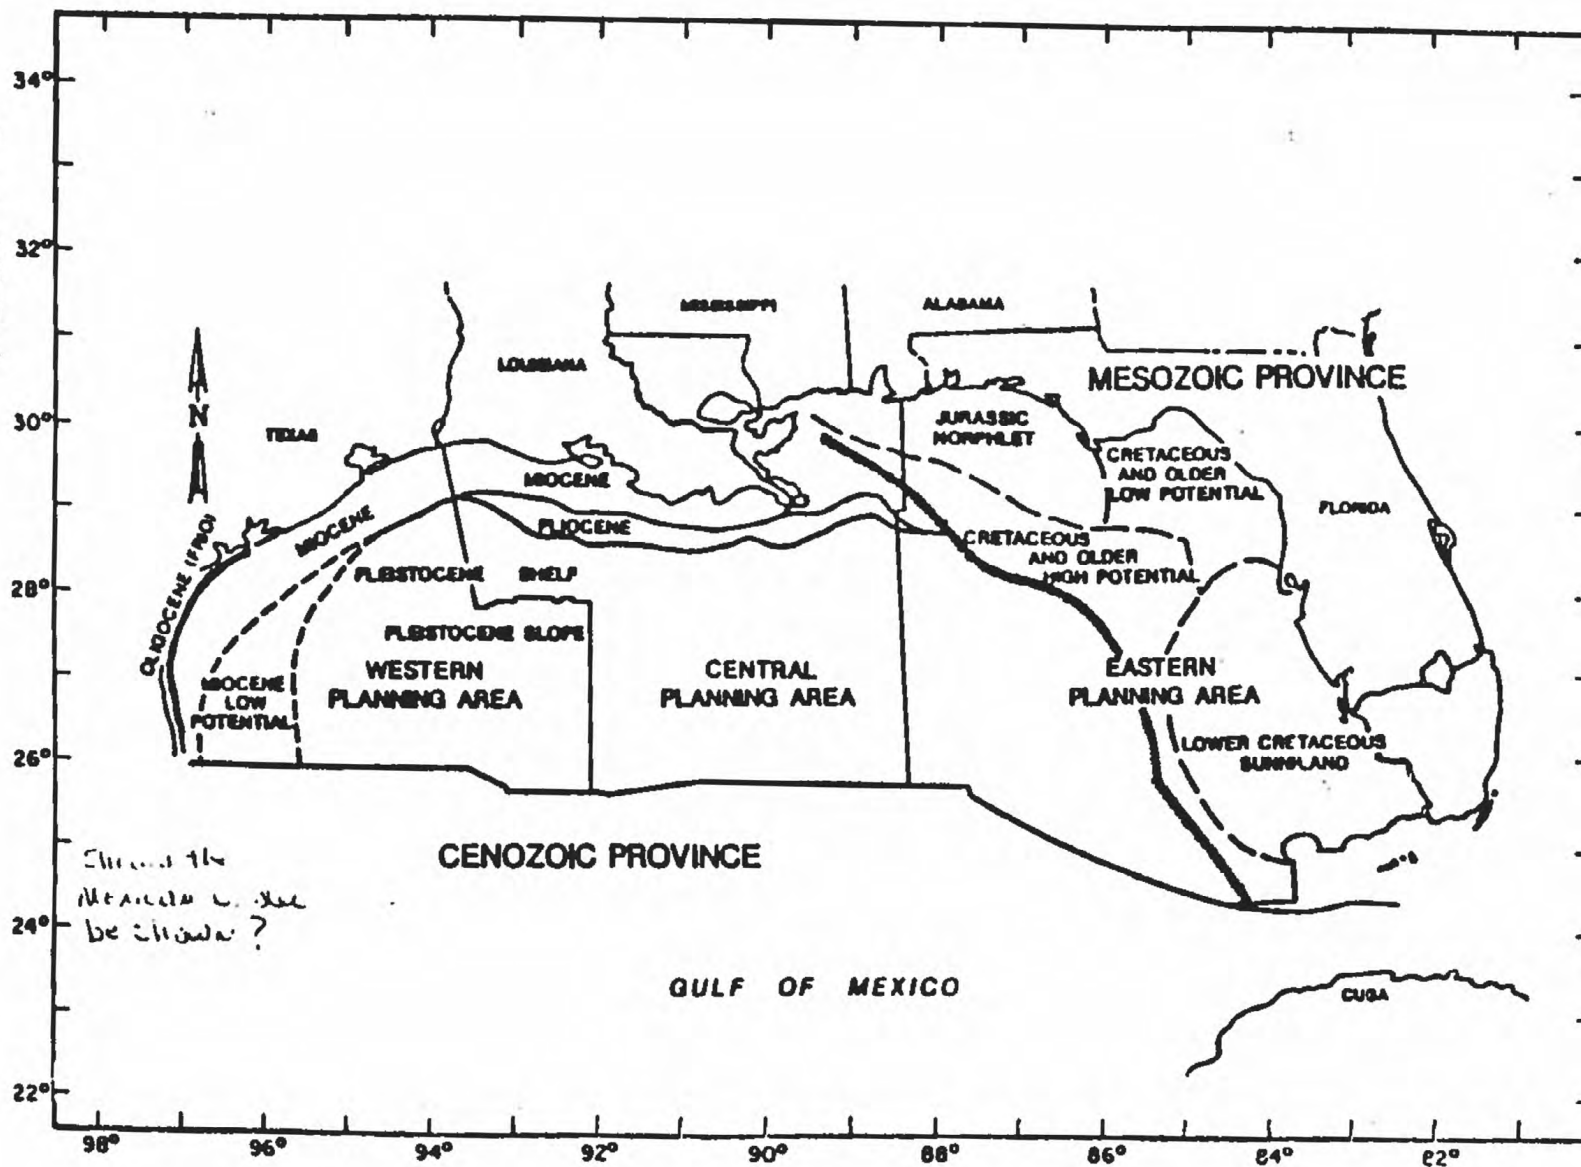 34°
32°
MISSISSIPPI
ALABAMA
LOUISIANA
MESOZOIC PROVINCE
30°
N
TEXAS
JURASSIC
NORPHLET
CRETACEOUS
AND OLDER
LOW POTENTIAL
MIOCENE
FLORIDA
MIOCENE
PLIOCENE
OLIGOCENE (FRIO)
CRETACEOUS
AND OLDER
HIGH POTENTIAL
28°
PLEISTOCENE SHELF
PLEISTOCENE SLOPE
MIOCENE
LOW
POTENTIAL
WESTERN
PLANNING AREA
CENTRAL
PLANNING AREA
EASTERN
PLANNING AREA
26°
LOWER CRETACEOUS
SUNNILAND
CENOZOIC PROVINCE
the
be shown?
24°
GULF OF MEXICO
CUBA
22°
98° 96° 94° 92° 90° 88° 86° 84° 82°